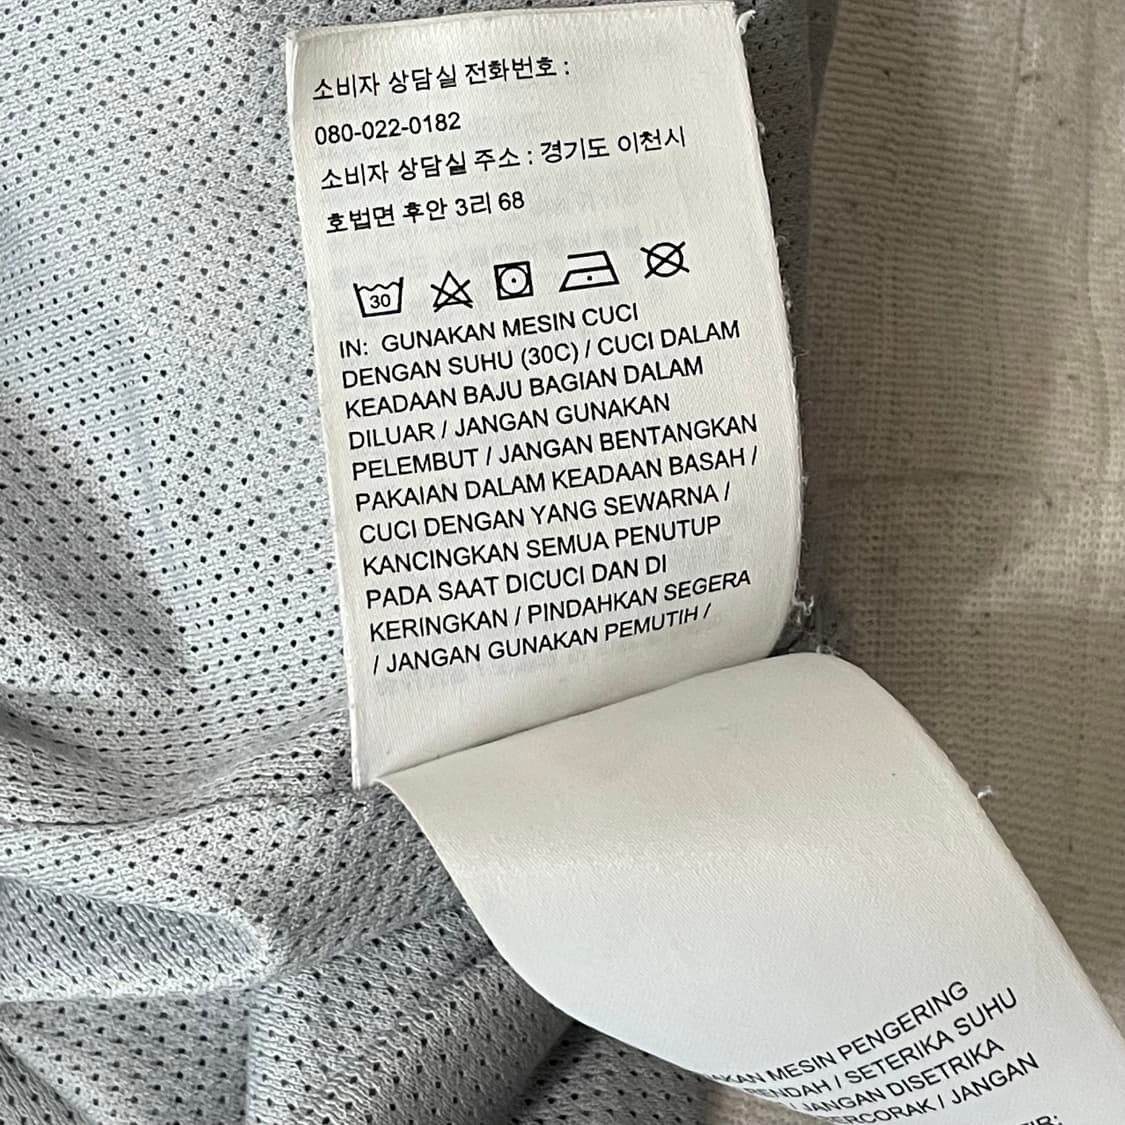 소비자 상담실 전화번호 :
080-022-0182
소비자 상담실 주소 : 경기도 이천시
호법면 후안 3리 68
30
IN: GUNAKAN MESIN CUCI
DENGAN SUHU (30C) / CUCI DALAM
KEADAAN BAJU BAGIAN DALAM
DILUAR / JANGAN GUNAKAN
PELEMBUT / JANGAN BENTANGKAN
PAKAIAN DALAM KEADAAN BASAH /
CUCI DENGAN YANG SEWARNA /
KANCINGKAN SEMUA PENUTUP
PADA SAAT DICUCI DAN DI
KERINGKAN / PINDAHKAN SEGERA
/ JANGAN GUNAKAN PEMUTIH /
MESIN PENGERING
/ SETERIKA SUHU
JANGAN DISETRIKA
/ JANGAN